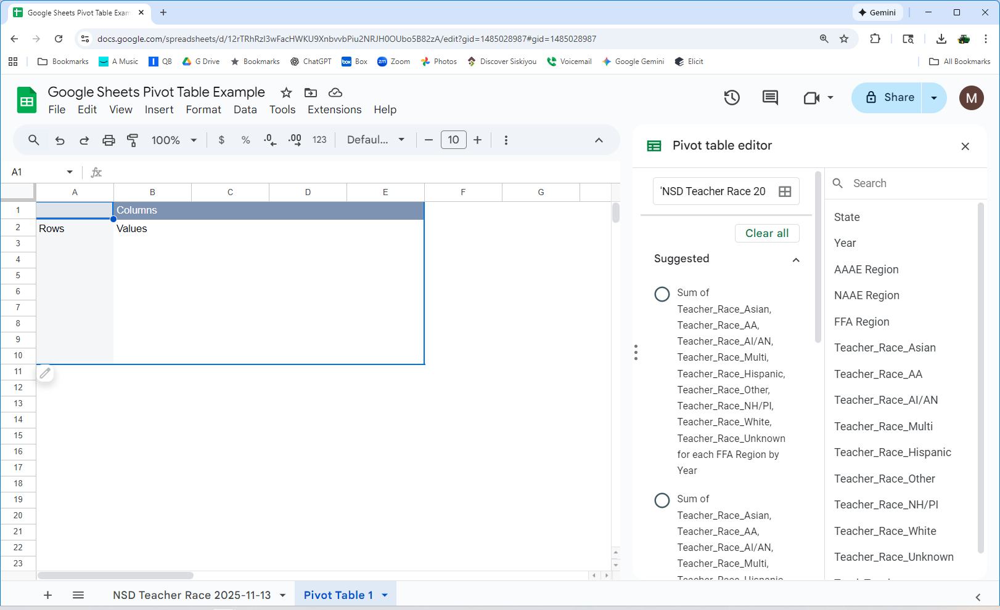 Google Sheets Pivot Table Exam
Gemini
docs.google.com/spreadsheets/d/12rTRhRzI3wFacHWKU9XnbvvbPiu2NRJH0OUbo5B82zA/edit?gid=1485028987#gid=1485028987
Bookmarks A Music QB G Drive Bookmarks ChatGPT Box Zoom Photos Discover Siskiyou Voicemail Google Gemini Elicit All Bookmarks
Google Sheets Pivot Table Example
File Edit View Insert Format Data Tools Extensions Help
Share
M
100% $ % .0 .00 123 Defaul... 10
A1 fx
A B C D E F G
1 Columns
2 Rows Values
3
4
5
6
7
8
9
10
11
12
13
14
15
16
17
18
19
20
21
22
23
Pivot table editor
'NSD Teacher Race 20
Clear all
Suggested
Sum of
Teacher_Race_Asian,
Teacher_Race_AA,
Teacher_Race_AI/AN,
Teacher_Race_Multi,
Teacher_Race_Hispanic,
Teacher_Race_Other,
Teacher_Race_NH/PI,
Teacher_Race_White,
Teacher_Race_Unknown
for each FFA Region by
Year
Sum of
Teacher_Race_Asian,
Teacher_Race_AA,
Teacher_Race_AI/AN,
Teacher_Race_Multi,
Teacher_Race_Hispanic
Search
State
Year
AAAE Region
NAAE Region
FFA Region
Teacher_Race_Asian
Teacher_Race_AA
Teacher_Race_AI/AN
Teacher_Race_Multi
Teacher_Race_Hispanic
Teacher_Race_Other
Teacher_Race_NH/PI
Teacher_Race_White
Teacher_Race_Unknown
NSD Teacher Race 2025-11-13 Pivot Table 1